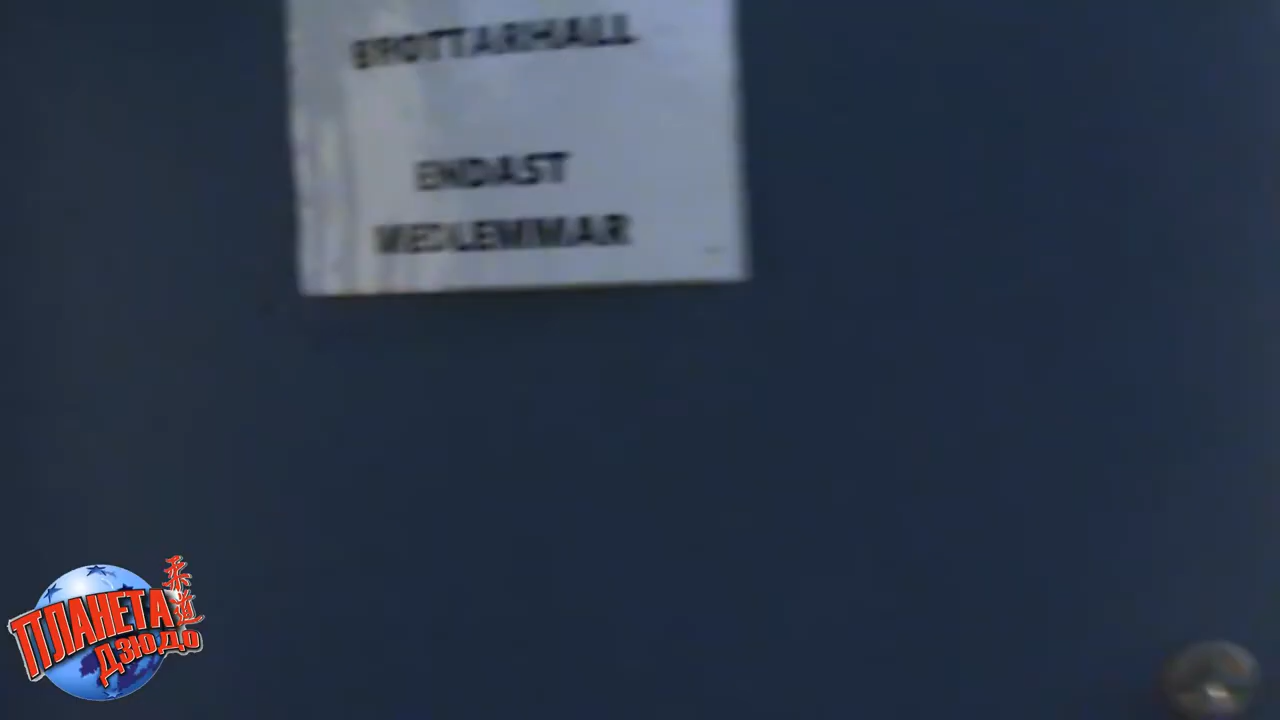 BROTTARHALL
ENDAST
MEDLEMMAR
ПЛАНЕТА
ДЗЮДО
柔道